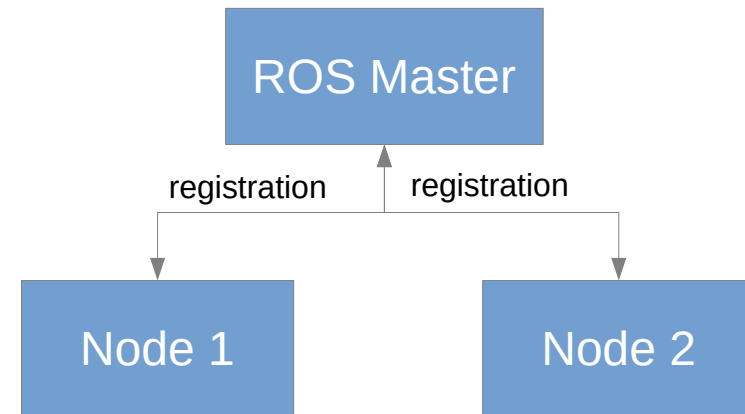 ROS Master
registration
registration
Node 1
Node 2